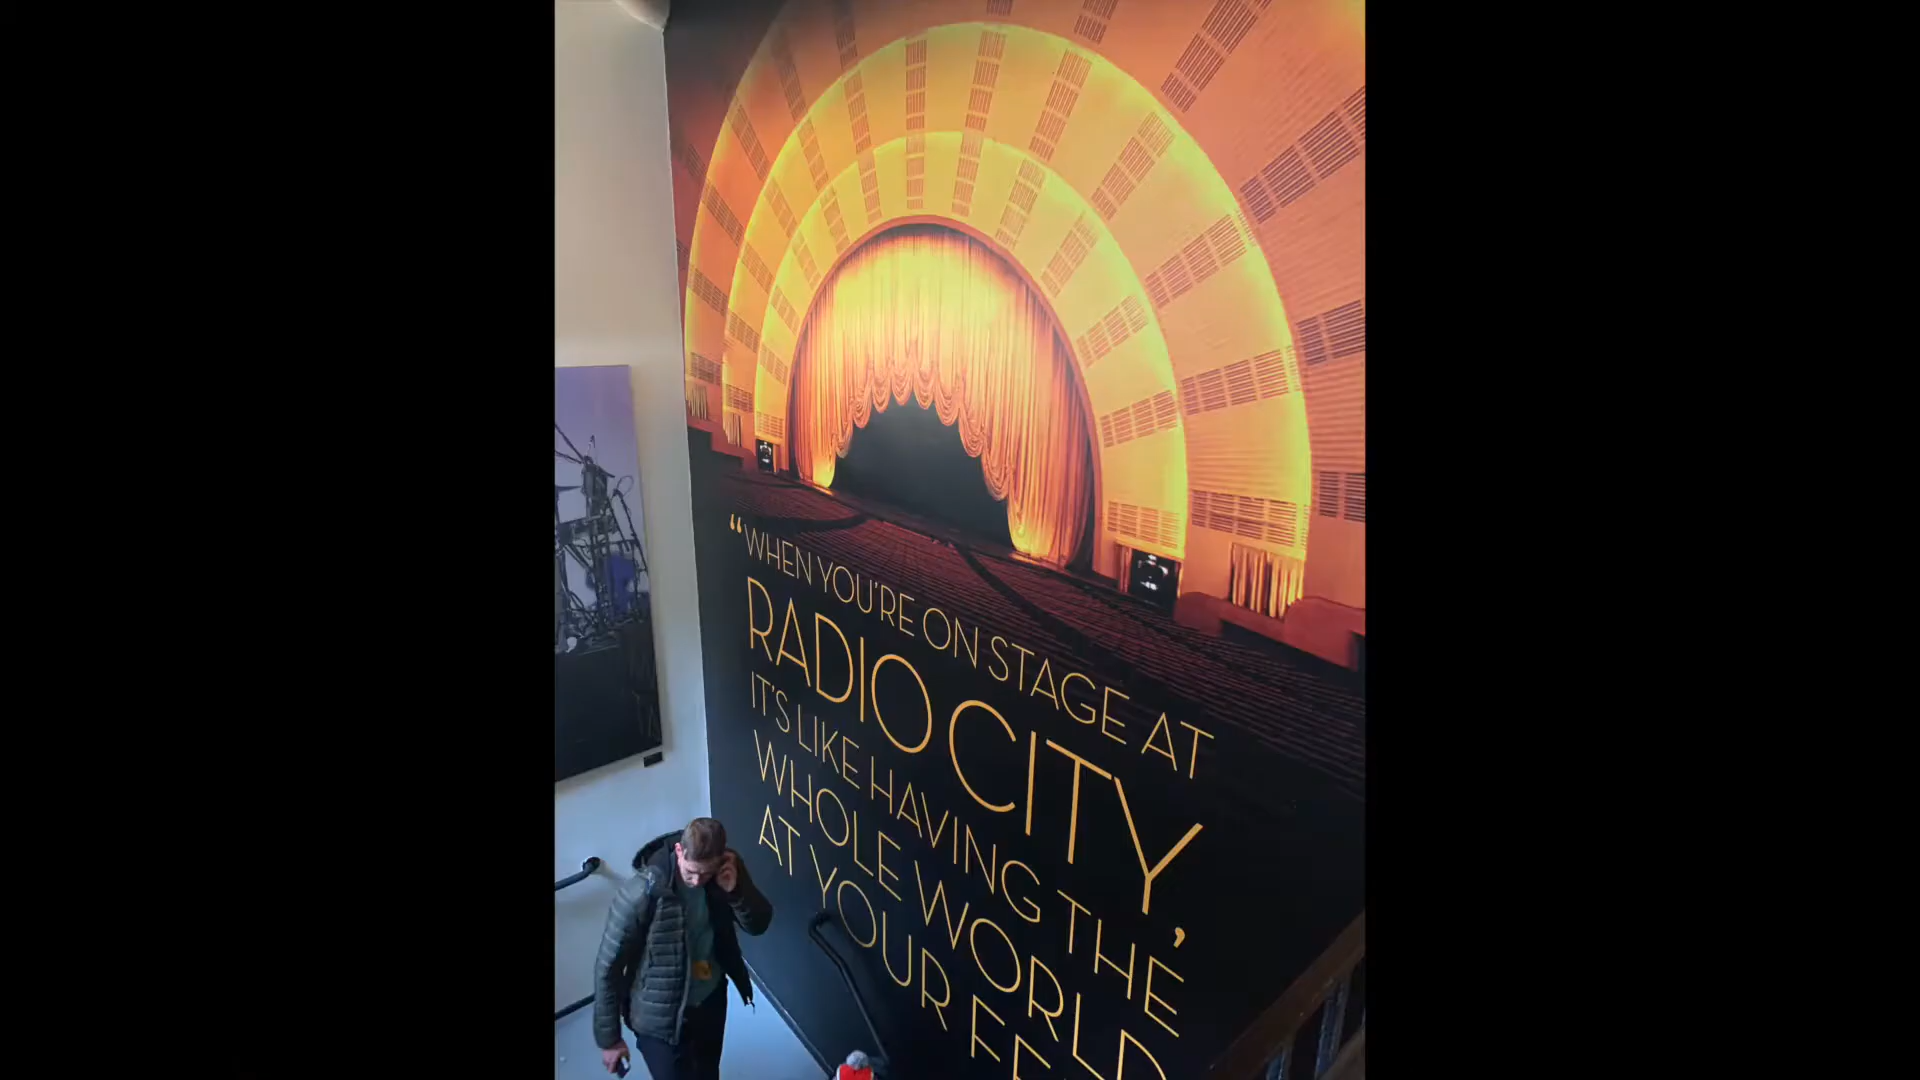 “WHEN YOU'RE ON STAGE AT
RADIO CITY,
IT'S LIKE HAVING THE
WHOLE WORLD
AT YOUR